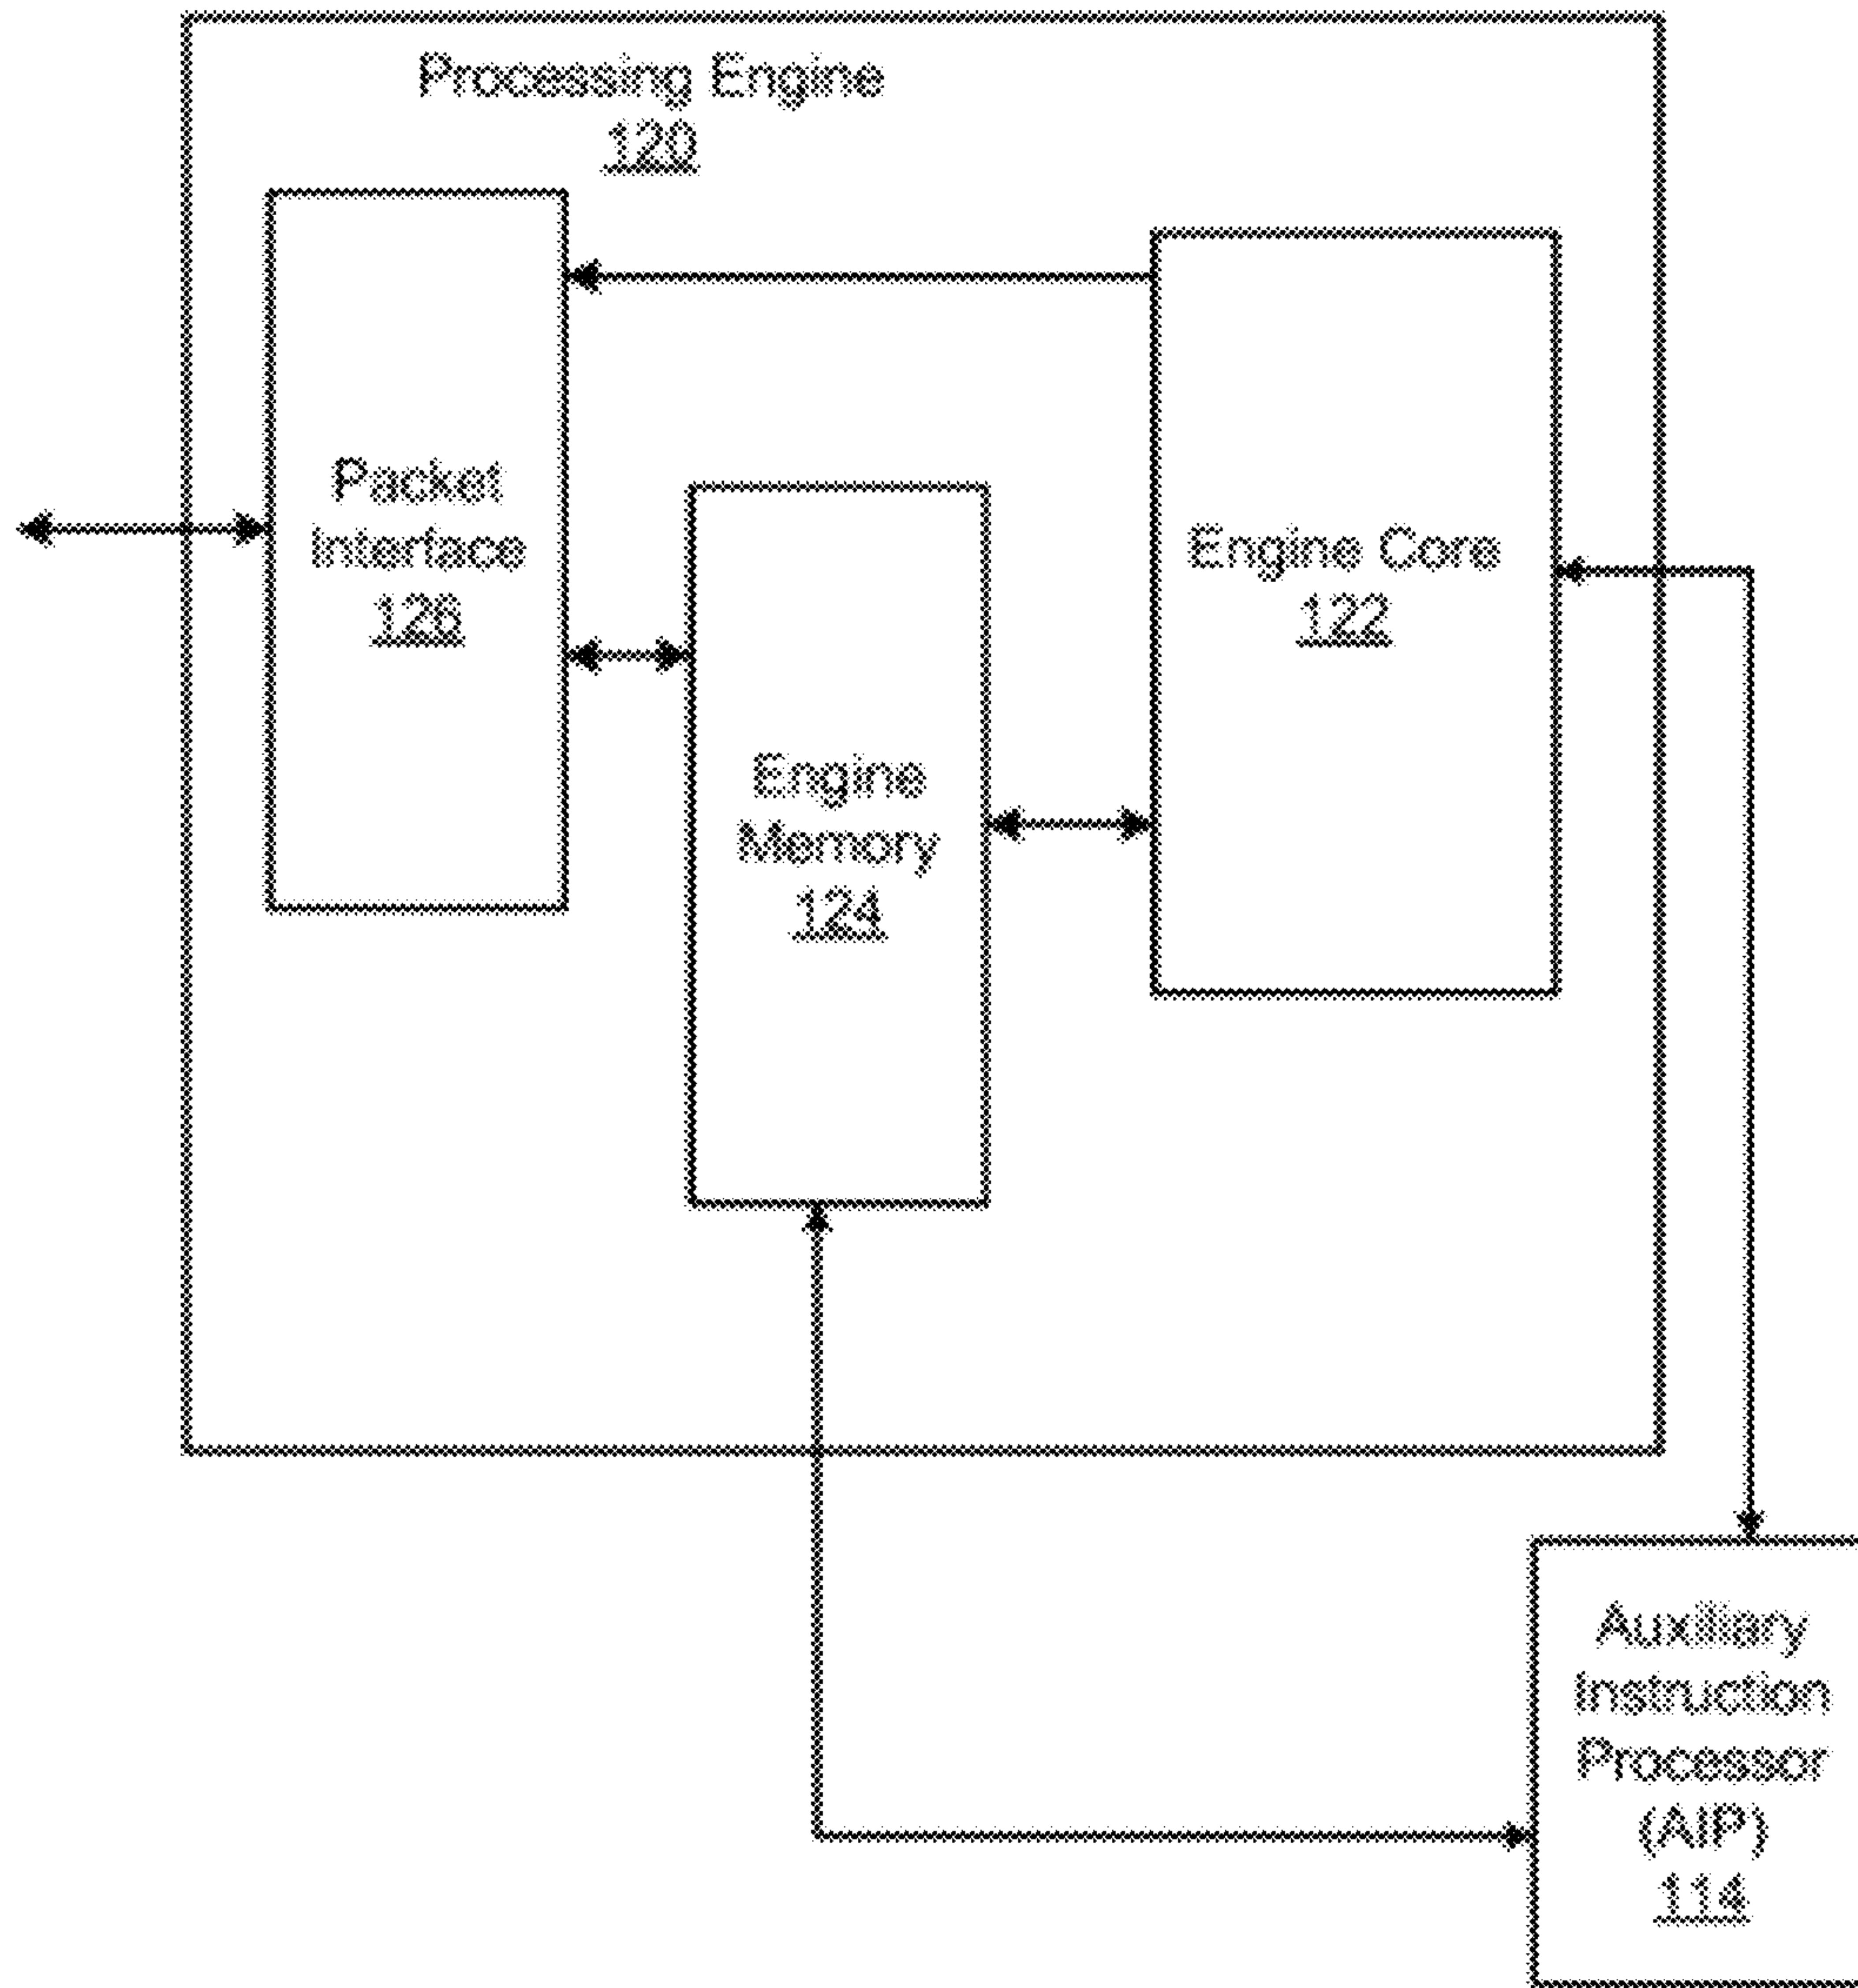 Processing Engine
120
Packet
Interface
126
Engine Core
122
Engine
Memory
124
Auxiliary
Instruction
Processor
(AIP)
114